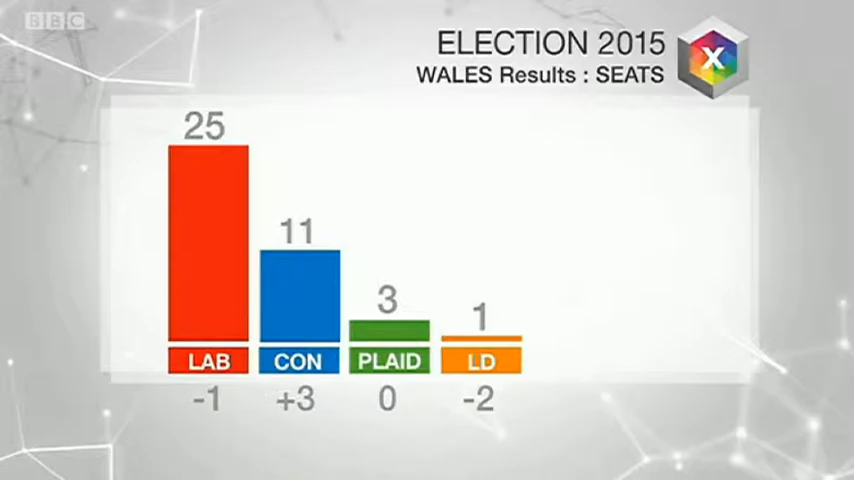 BBC
ELECTION 2015
X
WALES Results : SEATS
25
11
3
1
LAB
CON
PLAID
LD
-1
+3
0
-2